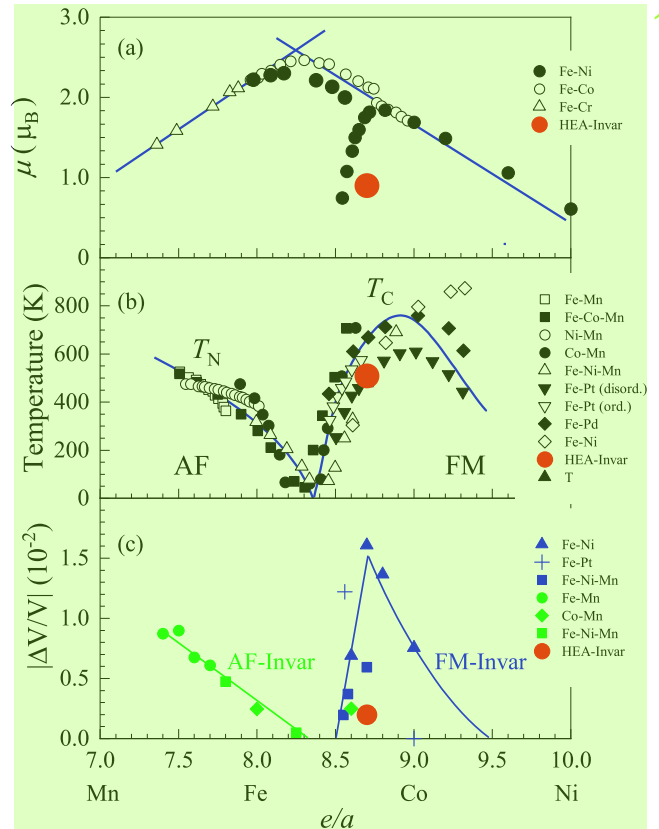 3.0
(a)
2.0
1.0
0
μ (μB)
Fe-Ni
Fe-Co
Fe-Cr
HEA-Invar
(b)
TC
TN
800
600
400
200
0
Temperature (K)
AF
FM
Fe-Mn
Fe-Co-Mn
Ni-Mn
Co-Mn
Fe-Ni-Mn
Fe-Pt (disord.)
Fe-Pt (ord.)
Fe-Pd
Fe-Ni
HEA-Invar
T
(c)
1.5
1.0
0.5
0.0
|ΔV/V| (10-2)
AF-Invar
FM-Invar
Fe-Ni
Fe-Pt
Fe-Ni-Mn
Fe-Mn
Co-Mn
Fe-Ni-Mn
HEA-Invar
7.0 7.5 8.0 8.5 9.0 9.5 10.0
Mn Fe Co Ni
e/a